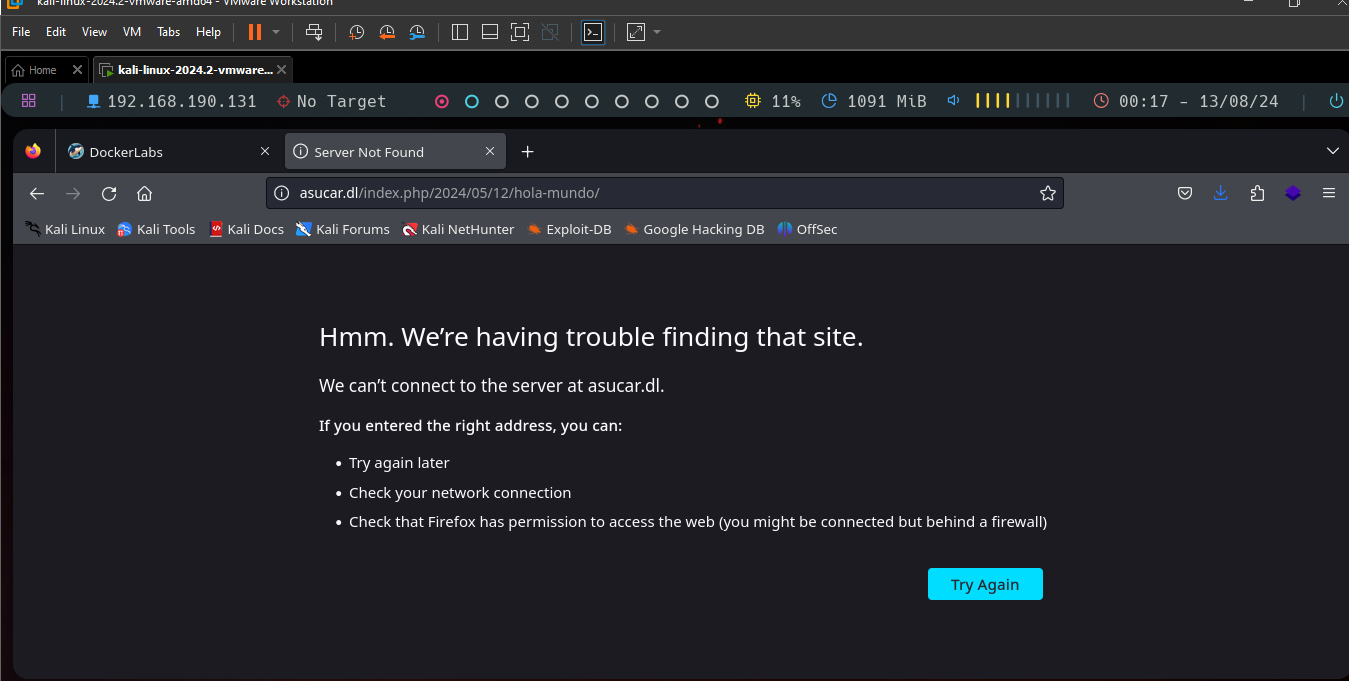 kali-linux-2024.2-vmware-amd64 - VMware Workstation
File Edit View VM Tabs Help
Home kali-linux-2024.2-vmware...
192.168.190.131 No Target 11% 1091 MiB 00:17 - 13/08/24
DockerLabs Server Not Found
asucar.dl/index.php/2024/05/12/hola-mundo/
Kali Linux Kali Tools Kali Docs Kali Forums Kali NetHunter Exploit-DB Google Hacking DB OffSec
Hmm. We’re having trouble finding that site.
We can’t connect to the server at asucar.dl.
If you entered the right address, you can:
• Try again later
• Check your network connection
• Check that Firefox has permission to access the web (you might be connected but behind a firewall)
Try Again